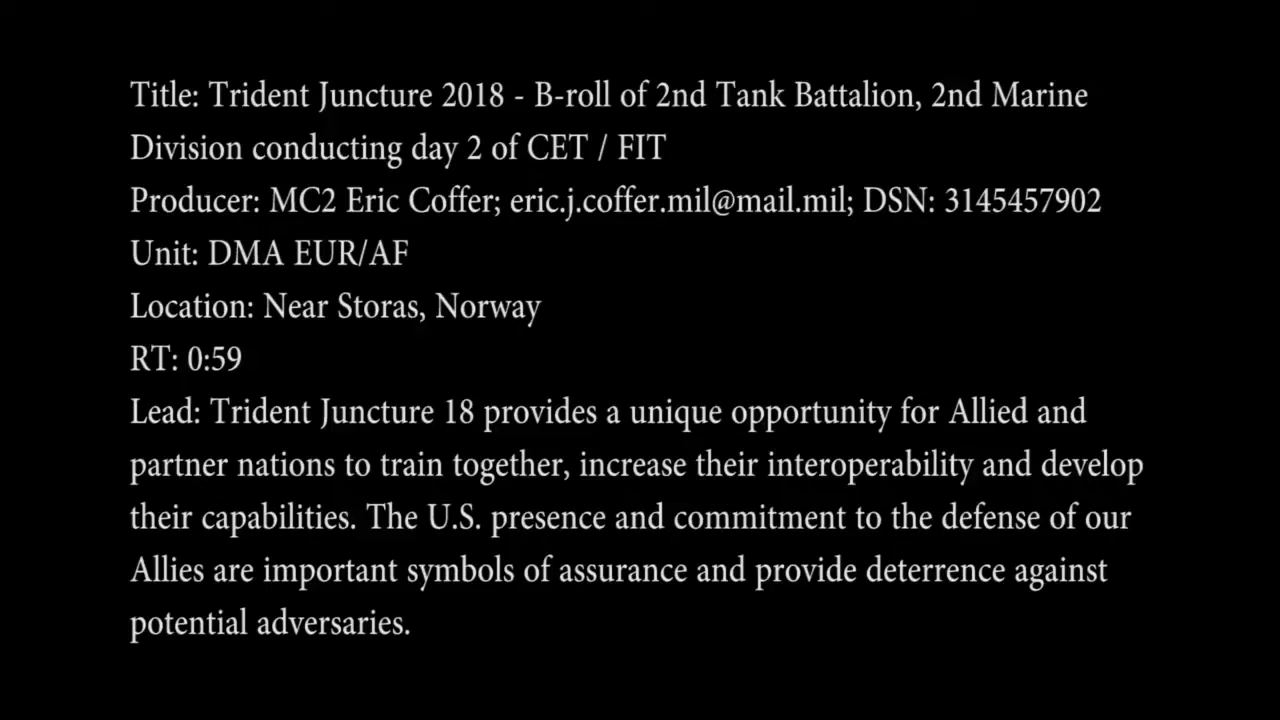 Title: Trident Juncture 2018 - B-roll of 2nd Tank Battalion, 2nd Marine
Division conducting day 2 of CET / FIT
Producer: MC2 Eric Coffer; eric.j.coffer.mil@mail.mil; DSN: 3145457902
Unit: DMA EUR/AF
Location: Near Storas, Norway
RT: 0:59
Lead: Trident Juncture 18 provides a unique opportunity for Allied and
partner nations to train together, increase their interoperability and develop
their capabilities. The U.S. presence and commitment to the defense of our
Allies are important symbols of assurance and provide deterrence against
potential adversaries.